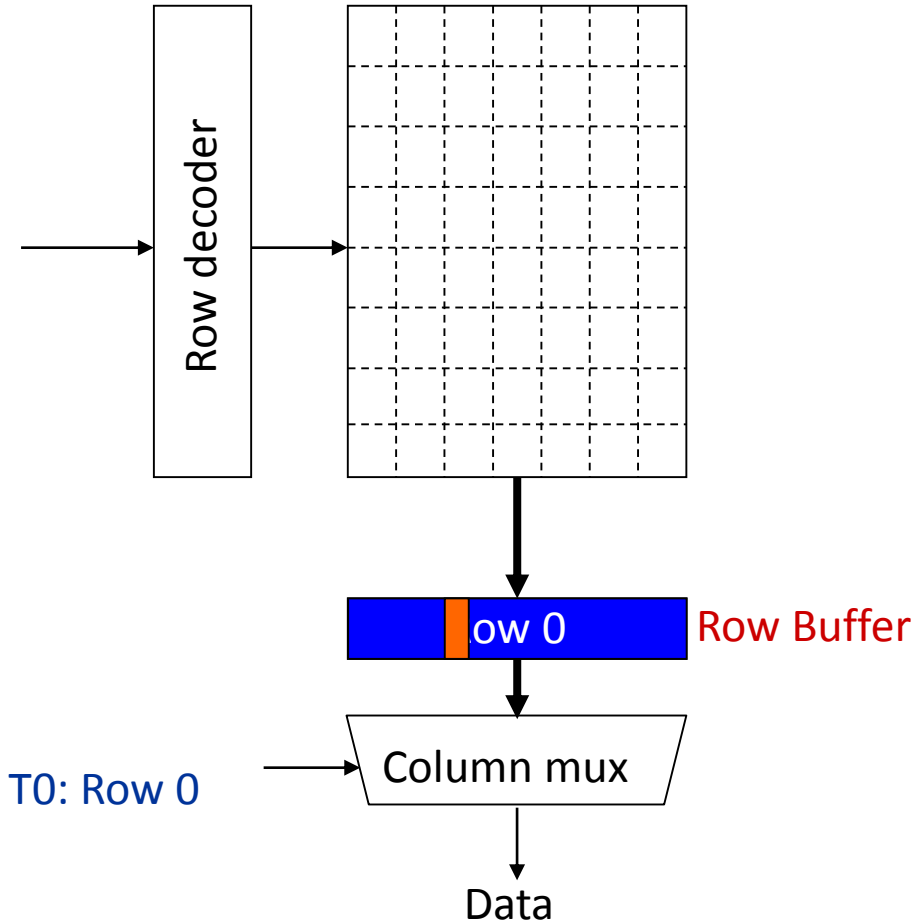 Row decoder
ow 0
Row Buffer
Column mux
T0: Row 0
Data